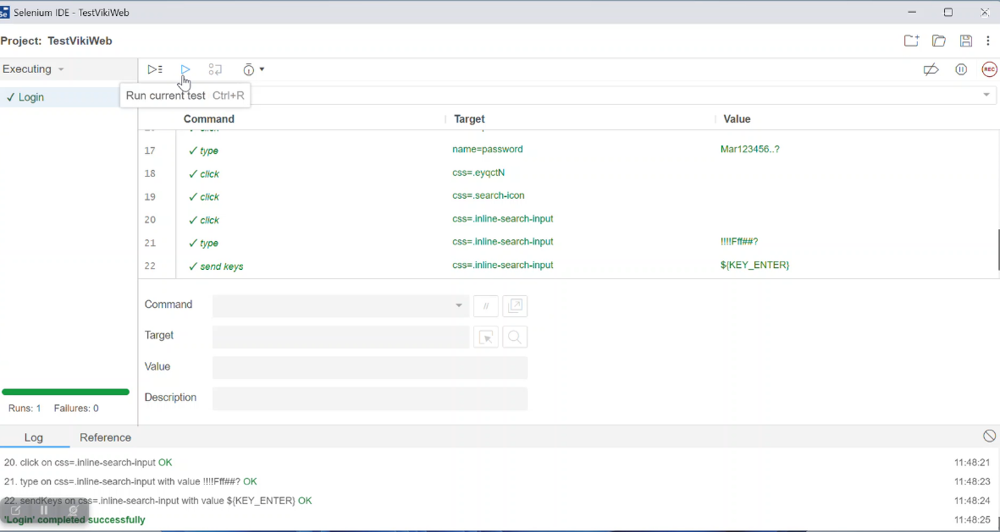 Selenium IDE - TestVikiWeb
Project: TestVikiWeb
Executing
REC
✓ Login
Run current test Ctrl+R
Command Target Value
17 ✓ type name=password Mar123456..?
18 ✓ click css=.eyqctN
19 ✓ click css=.search-icon
20 ✓ click css=.inline-search-input
21 ✓ type css=.inline-search-input !!!!Fff##?
22 ✓ send keys css=.inline-search-input ${KEY_ENTER}
Command //
Target
Value
Description
Runs: 1 Failures: 0
Log Reference
20. click on css=.inline-search-input OK 11:48:21
21. type on css=.inline-search-input with value !!!!Fff##? OK 11:48:23
22. sendKeys on css=.inline-search-input with value ${KEY_ENTER} OK 11:48:24
'Login' completed successfully 11:48:25